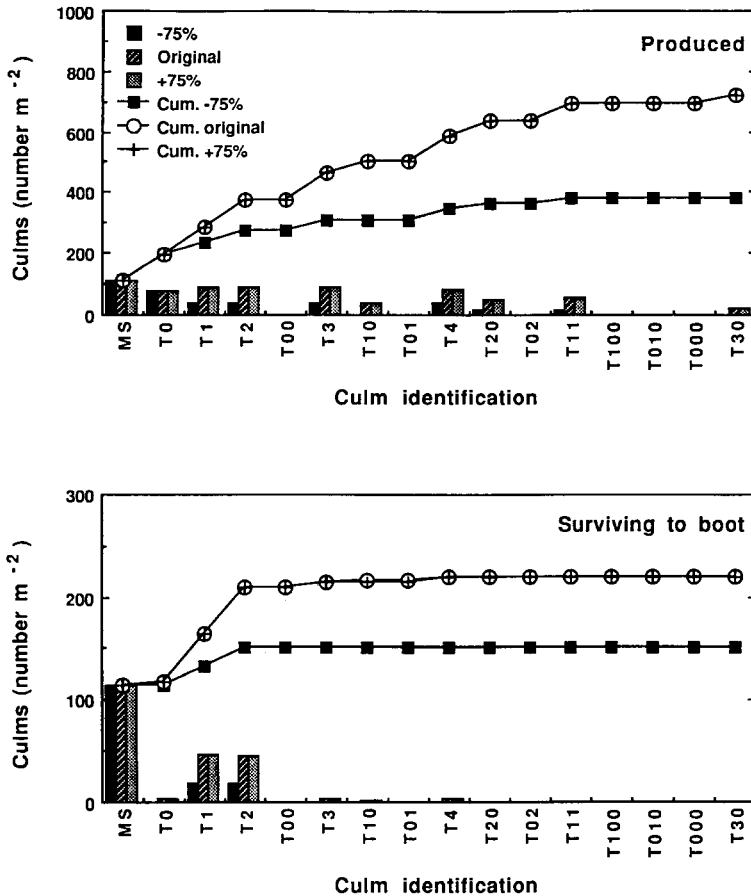 1000
800
600
400
200
0
Culms (number m -2)
-75%
Original
+75%
Cum. -75%
Cum. original
Cum. +75%
Produced
MS T0 T1 T2 T00 T3 T10 T01 T4 T20 T02 T11 T100 T010 T000 T30
Culm identification
300
200
100
0
Culms (number m -2)
Surviving to boot
MS T0 T1 T2 T00 T3 T10 T01 T4 T20 T02 T11 T100 T010 T000 T30
Culm identification